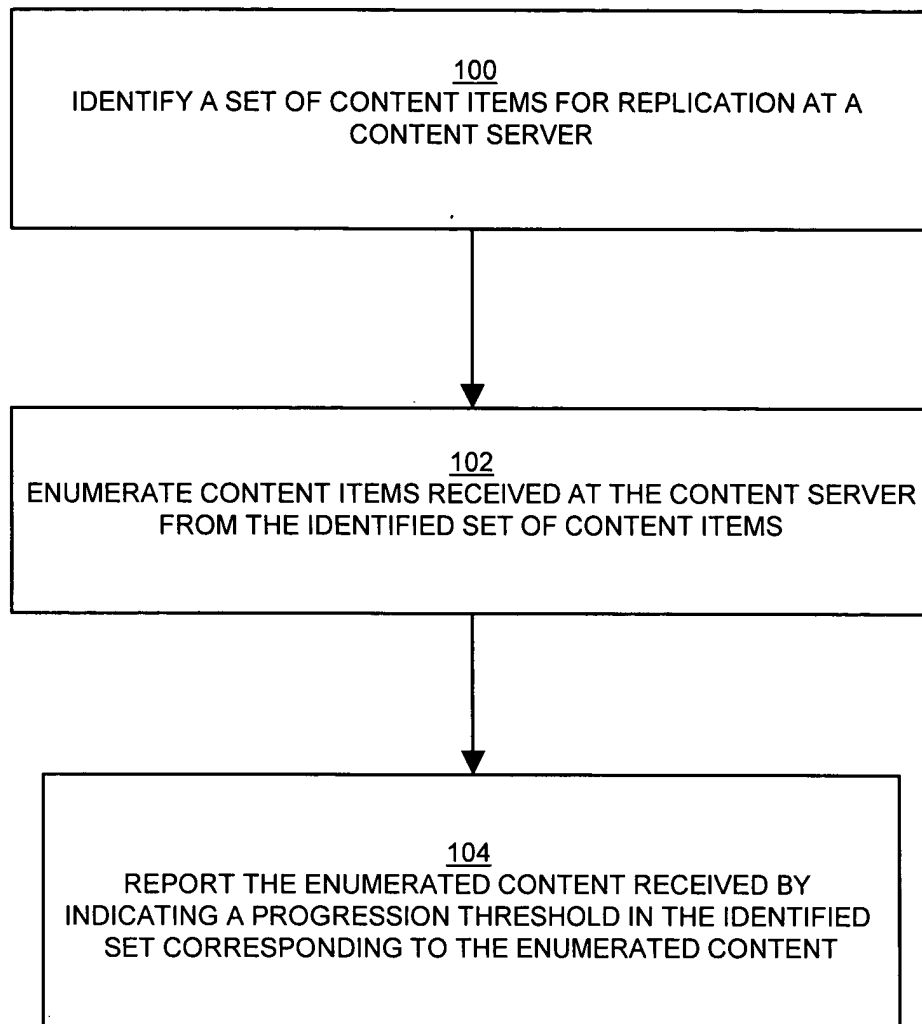 100
IDENTIFY A SET OF CONTENT ITEMS FOR REPLICATION AT A
CONTENT SERVER
102
ENUMERATE CONTENT ITEMS RECEIVED AT THE CONTENT SERVER
FROM THE IDENTIFIED SET OF CONTENT ITEMS
104
REPORT THE ENUMERATED CONTENT RECEIVED BY
INDICATING A PROGRESSION THRESHOLD IN THE IDENTIFIED
SET CORRESPONDING TO THE ENUMERATED CONTENT